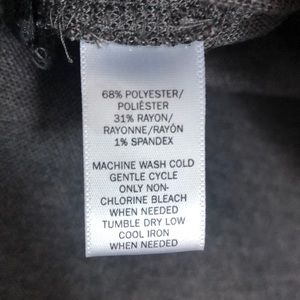 68% POLYESTER/
POLIÉSTER
31% RAYON/
RAYONNE/RAYÓN
1% SPANDEX
MACHINE WASH COLD
GENTLE CYCLE
ONLY NON-
CHLORINE BLEACH
WHEN NEEDED
TUMBLE DRY LOW
COOL IRON
WHEN NEEDED